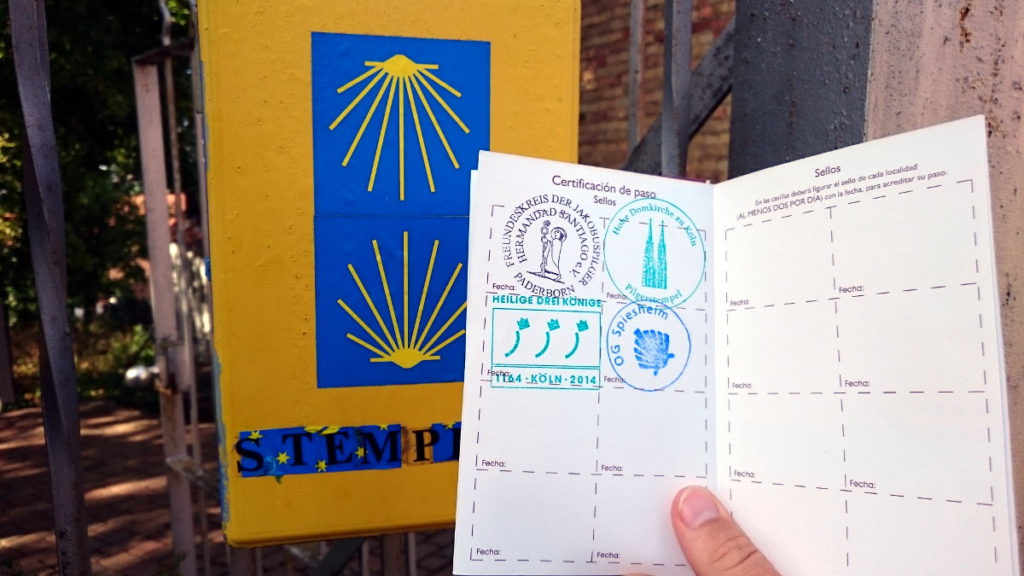 STEMP
Certificación de paso
Sellos
FREUNDESKREIS DER JAKOBUSPILGER
HERMANDAD SANTIAGO e.V.
PADERBORN
Fecha:
Hohe Domkirche zu Köln
Pilgerstempel
Fecha:
HEILIGE DREI KÖNIGE
1164 · KÖLN · 2014
Fecha:
OG Spiesheim
Fecha:
Fecha:
Fecha:
Fecha:
Fecha:
Sellos
En las casillas deberá figurar el sello de cada localidad
(AL MENOS DOS POR DÍA) con la fecha, para acreditar su paso.
Fecha:
Fecha:
Fecha:
Fecha:
Fecha:
Fecha: